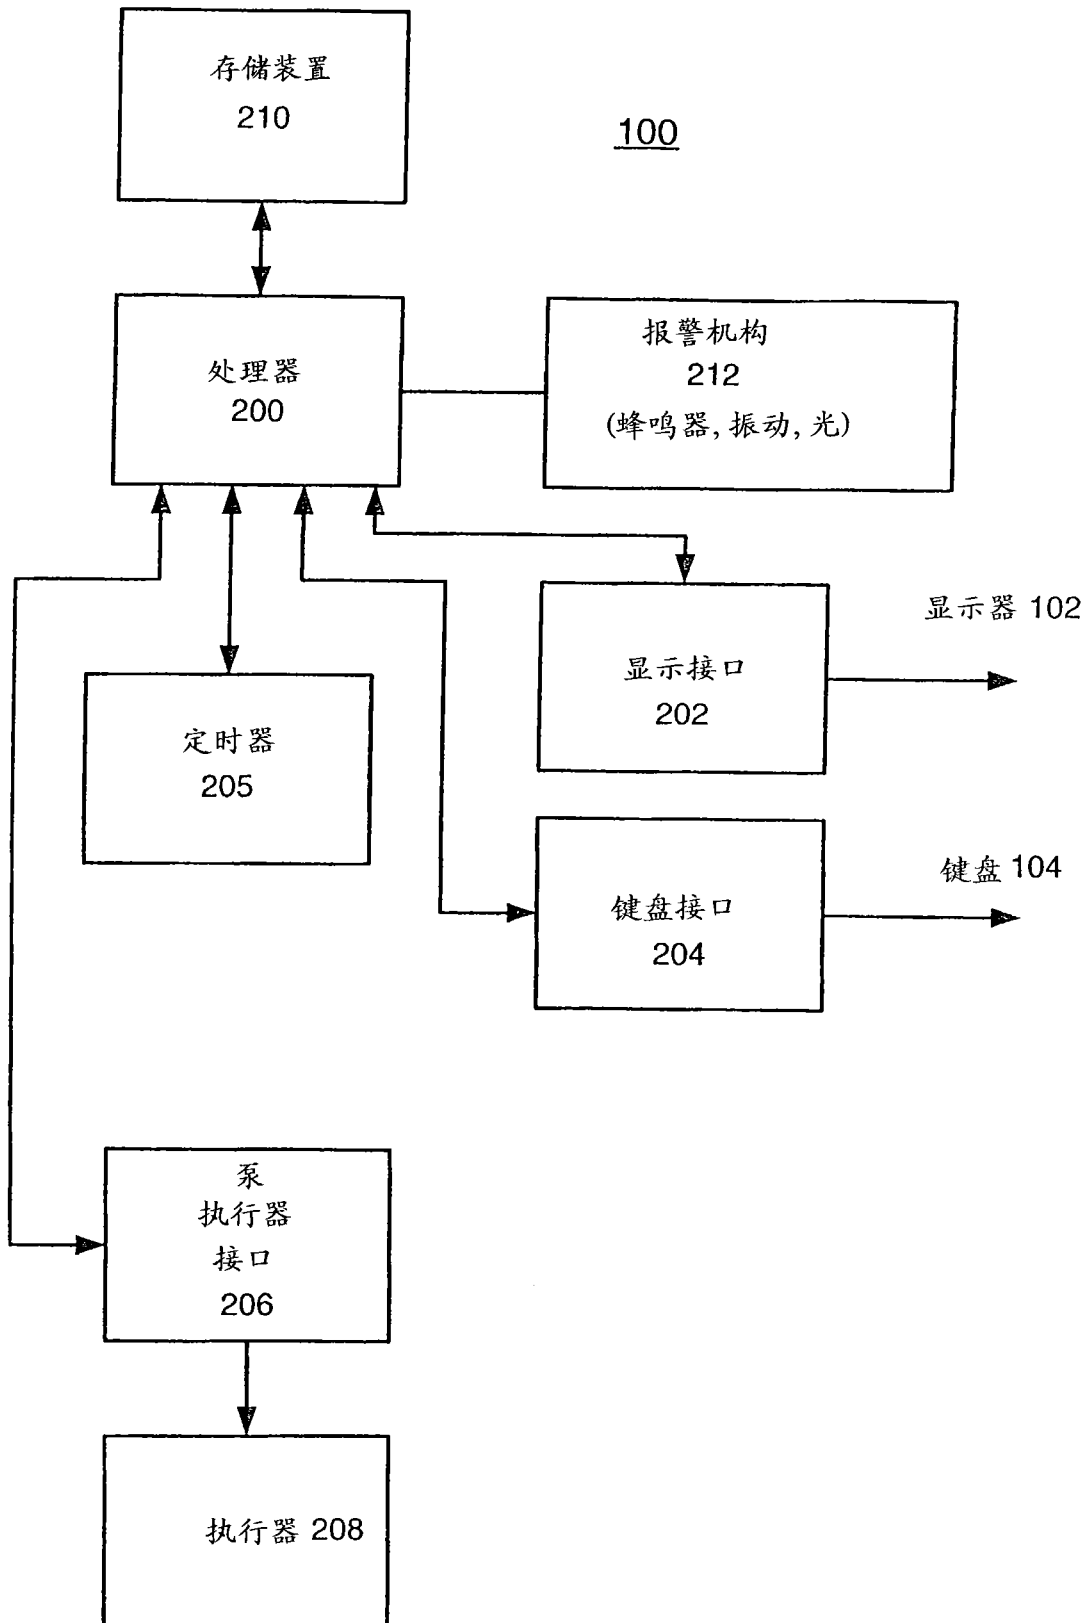 存储装置
210
100
处理器
200
报警机构
212
(蜂鸣器, 振动, 光)
显示器 102
显示接口
202
定时器
205
键盘 104
键盘接口
204
泵
执行器
接口
206
执行器 208